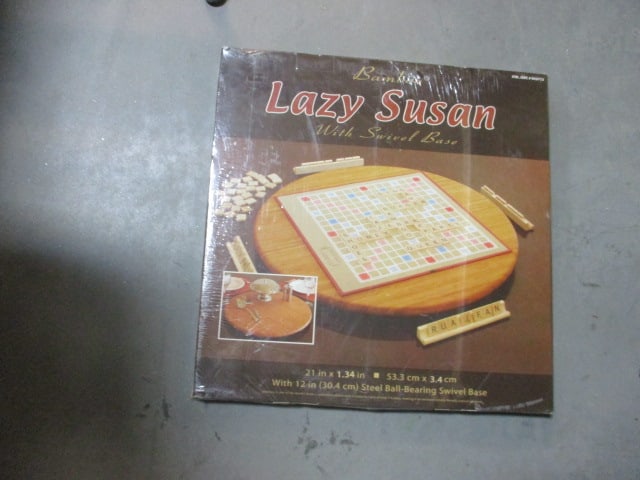 Bamboo
Lazy Susan
With Swivel Base
21 in x 1.34 in ■ 53.3 cm x 3.4 cm
With 12-in (30.4 cm) Steel Ball-Bearing Swivel Base